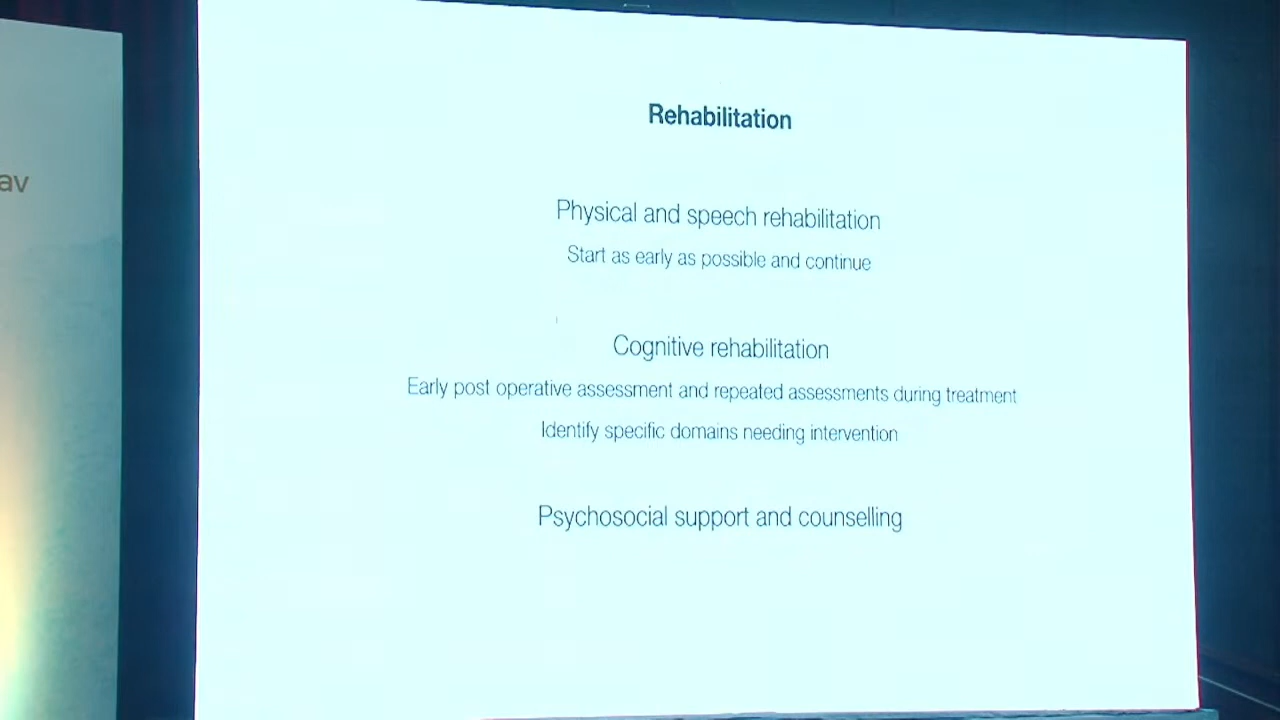 av
Rehabilitation
Physical and speech rehabilitation
Start as early as possible and continue
Cognitive rehabilitation
Early post operative assessment and repeated assessments during treatment
Identify specific domains needing intervention
Psychosocial support and counselling